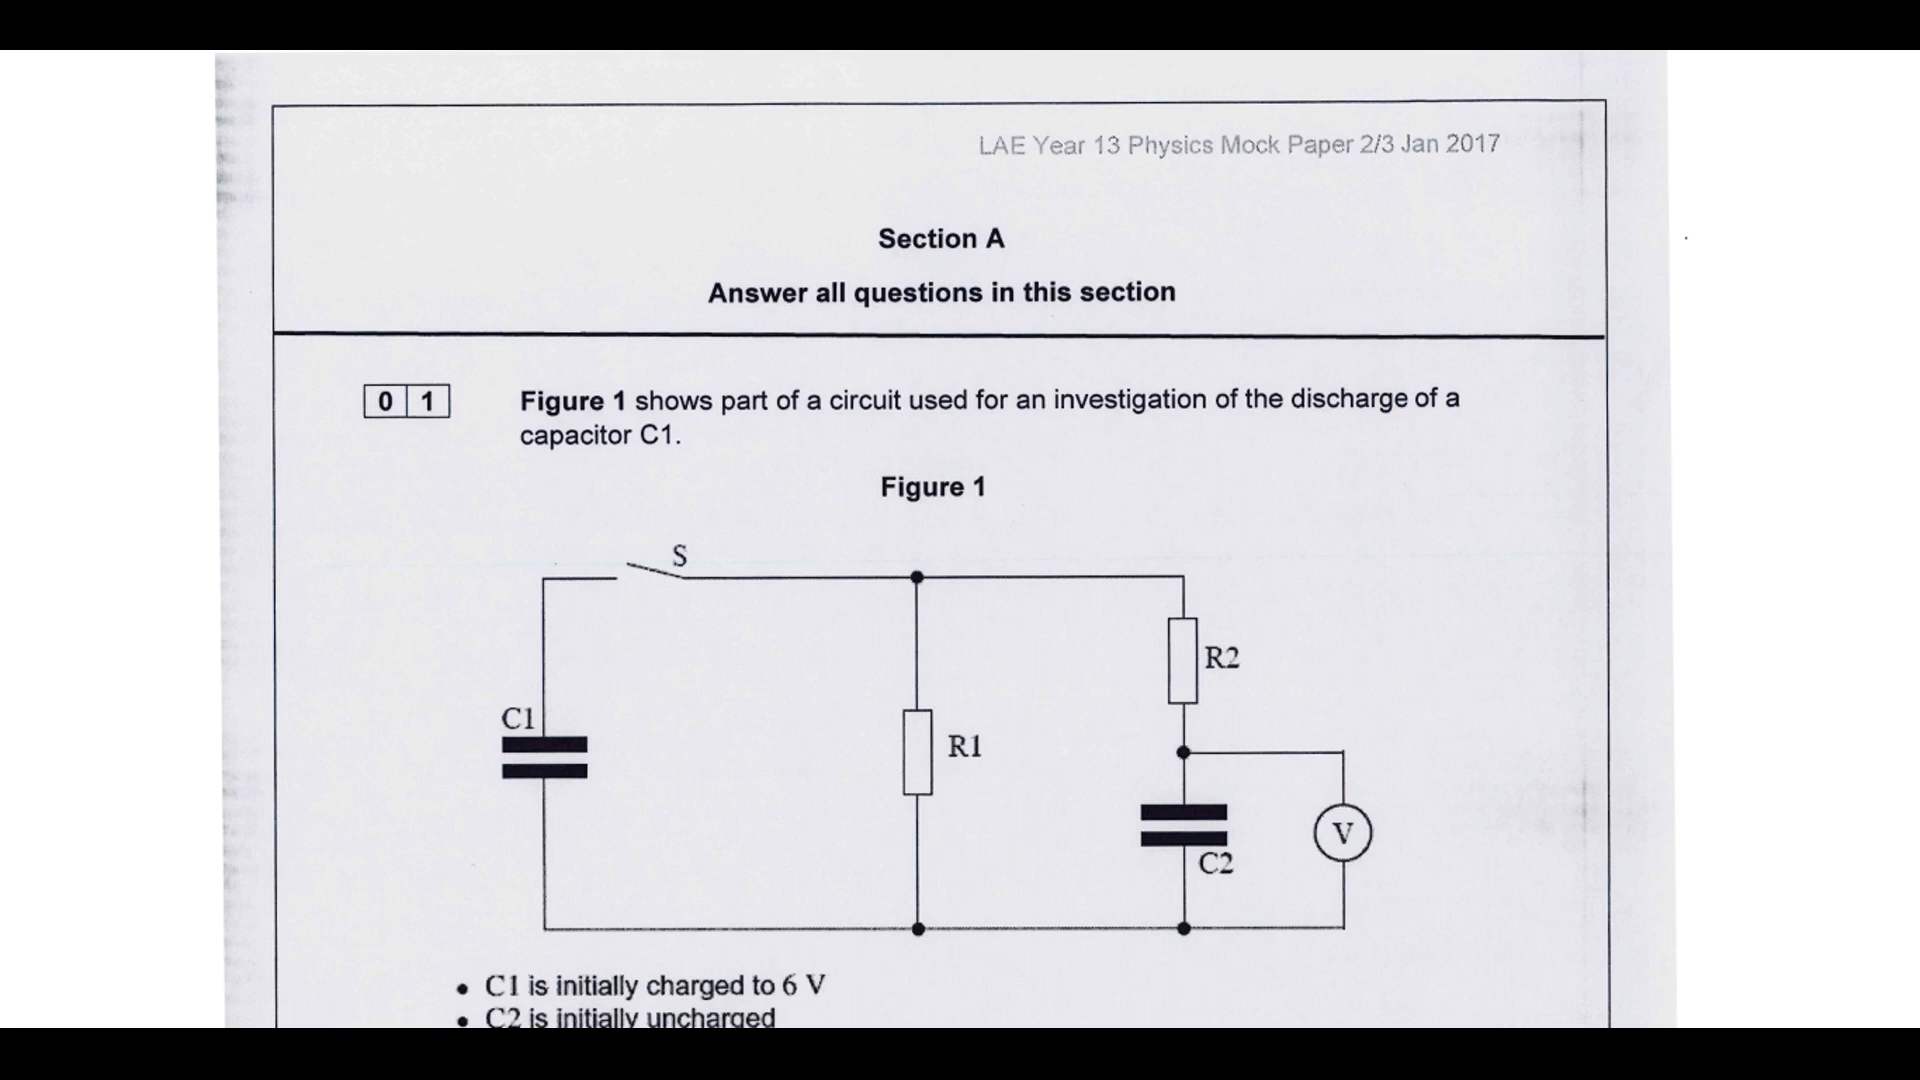 LAE Year 13 Physics Mock Paper 2/3 Jan 2017
Section A
Answer all questions in this section
0 1
Figure 1 shows part of a circuit used for an investigation of the discharge of a
capacitor C1.
Figure 1
S
R2
C1
R1
V
C2
• C1 is initially charged to 6 V
• C2 is initially uncharged